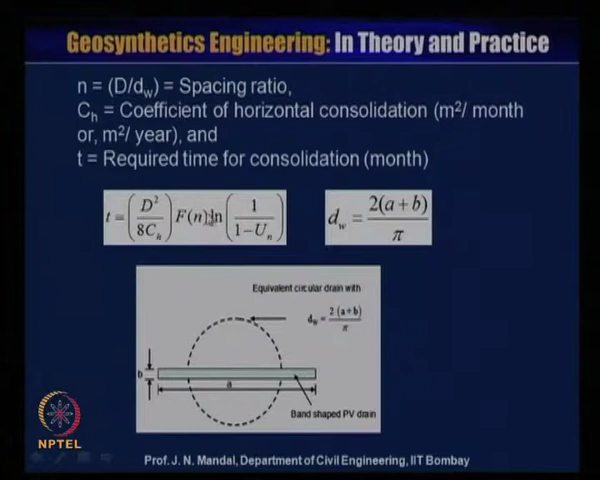 Geosynthetics Engineering: In Theory and Practice
n = (D/dw) = Spacing ratio,
Ch = Coefficient of horizontal consolidation (m²/ month
or, m²/ year), and
t = Required time for consolidation (month)
t = (D²/8Ch) F(n) ln (1/1−Un)
dw = 2(a+b)/π
Equivalent circular drain with
dw = 2(a+b)/π
b
a
Band shaped PV drain
NPTEL
Prof. J. N. Mandal, Department of Civil Engineering, IIT Bombay